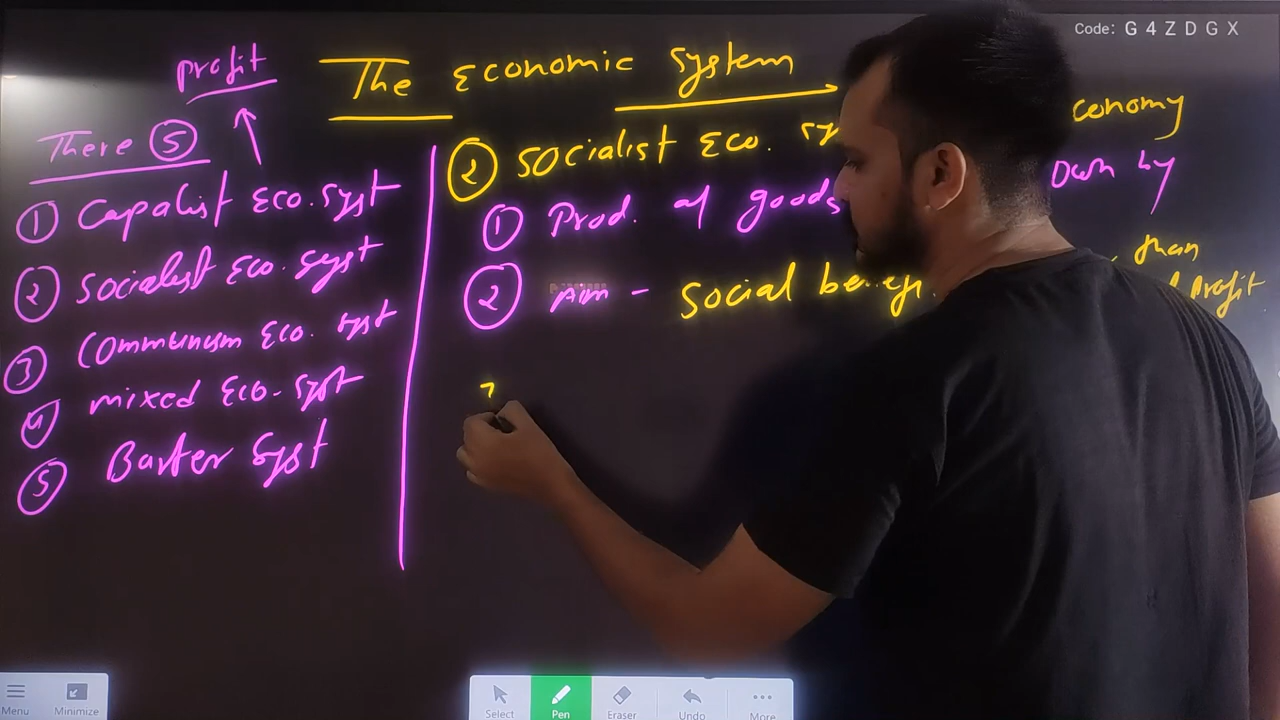 Code: G 4 Z D G X
profit
The Economic System
conomy
There 5
2 Socialist Eco. sy
1 Capalist Eco. syst
1 Prod. of goods
Own by
2 Socialist Eco. syst
2 Aim - Social benefi
than
Profit
3 Communism Eco. syst
4 mixed Eco. syst
5 Barter Syst
Menu Minimize Select Pen Eraser Undo More